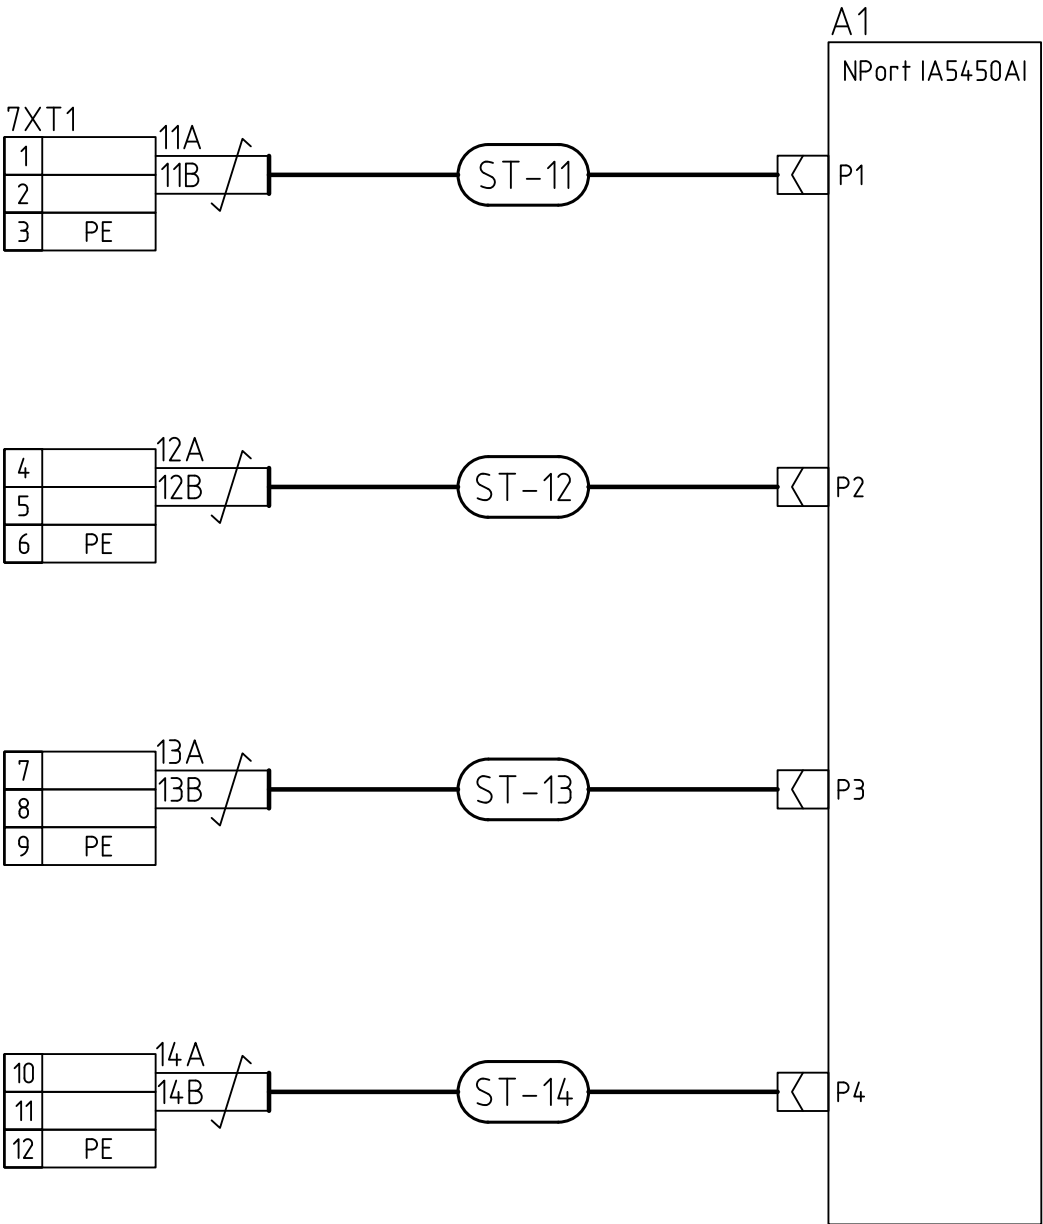 A1
NPort IA5450AI
7XT1
1
11A
2
11B
3 PE
ST-11
P1
4
12A
5
12B
6 PE
ST-12
P2
7
13A
8
13B
9 PE
ST-13
P3
10
14A
11
14B
12 PE
ST-14
P4